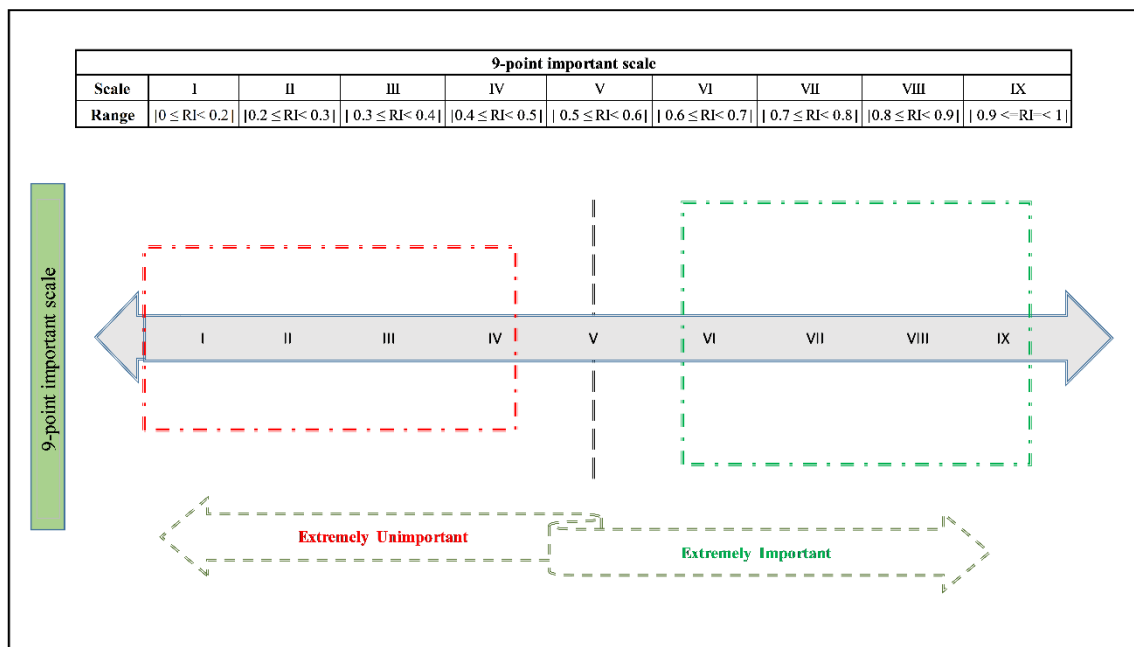 9-point important scale
Scale I II III IV V VI VII VIII IX
Range |0 ≤ RI< 0.2| |0.2 ≤ RI< 0.3| | 0.3 ≤ RI< 0.4| |0.4 ≤ RI< 0.5| | 0.5 ≤ RI< 0.6| | 0.6 ≤ RI< 0.7| | 0.7 ≤ RI< 0.8| |0.8 ≤ RI< 0.9| | 0.9 <=RI=< 1|
9-point important scale
I II III IV V VI VII VIII IX
Extremely Unimportant
Extremely Important